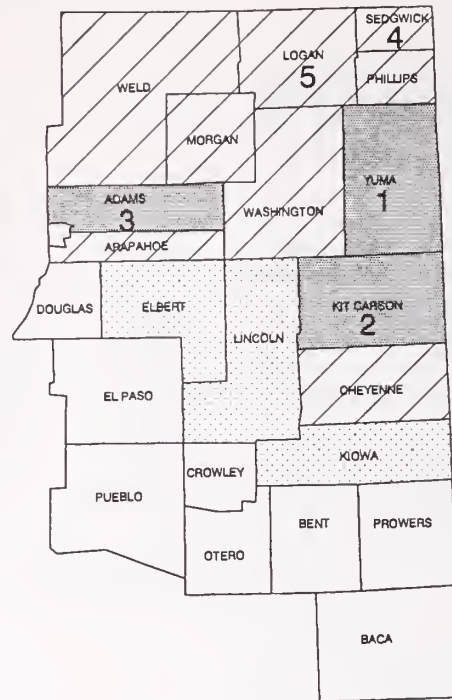 SEDGWICK
4
LOGAN
5
WELD
PHILLIPS
MORGAN
YUMA
1
ADAMS
3
WASHINGTON
ARAPAHOE
KIT CARSON
2
DOUGLAS
ELBERT
LINCOLN
CHEYENNE
EL PASO
KIOWA
CROWLEY
PUEBLO
BENT
PROWERS
OTERO
BACA